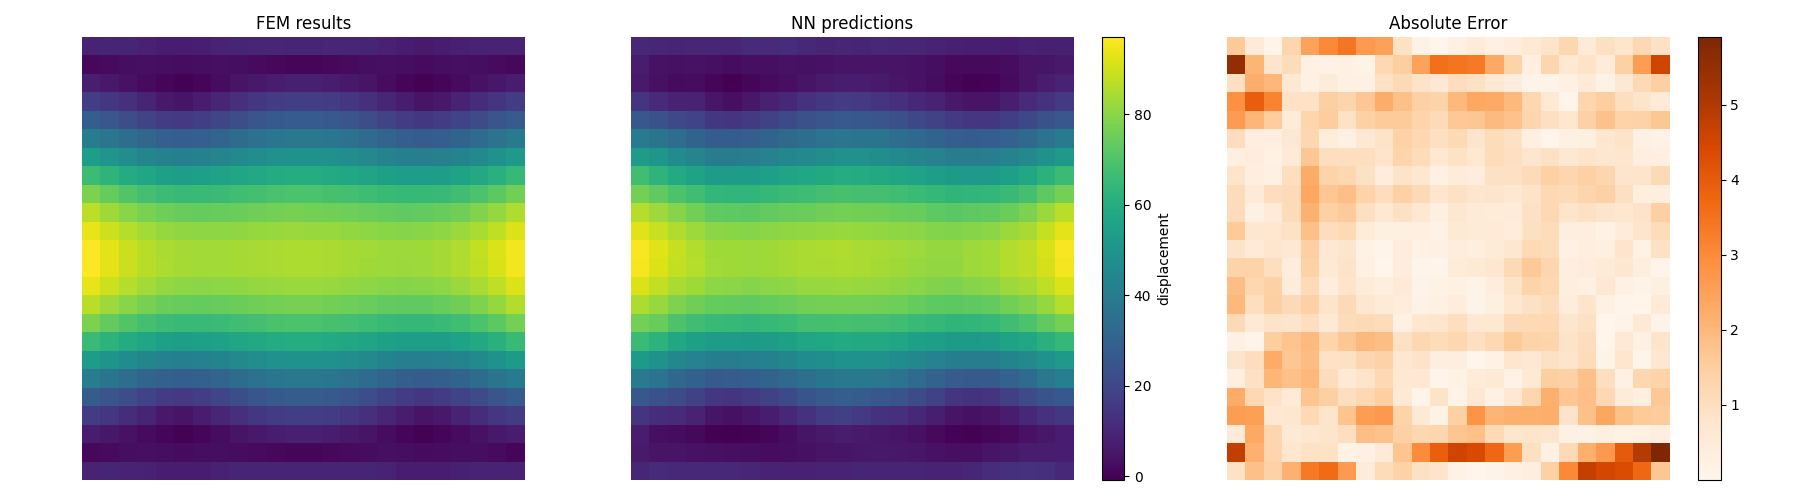 FEM results
NN predictions
Absolute Error
80
60
40
20
0
displacement
5
4
3
2
1